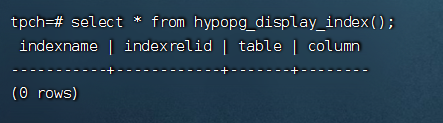 tpch=# select * from hypopg_display_index();
 indexname | indexrelid | table | column
-----------+------------+-------+--------
(0 rows)